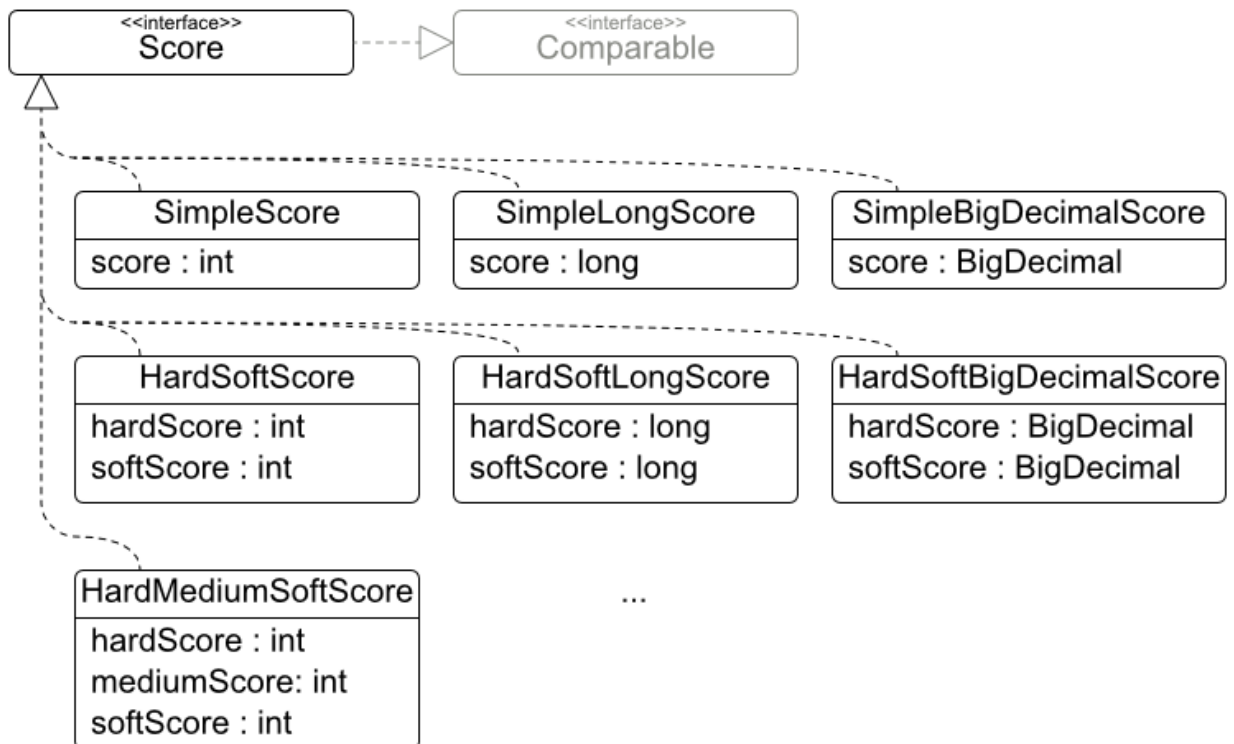 <<interface>>
Score
<<interface>>
Comparable
SimpleScore
score : int
SimpleLongScore
score : long
SimpleBigDecimalScore
score : BigDecimal
HardSoftScore
hardScore : int
softScore : int
HardSoftLongScore
hardScore : long
softScore : long
HardSoftBigDecimalScore
hardScore : BigDecimal
softScore : BigDecimal
HardMediumSoftScore
hardScore : int
mediumScore: int
softScore : int
...